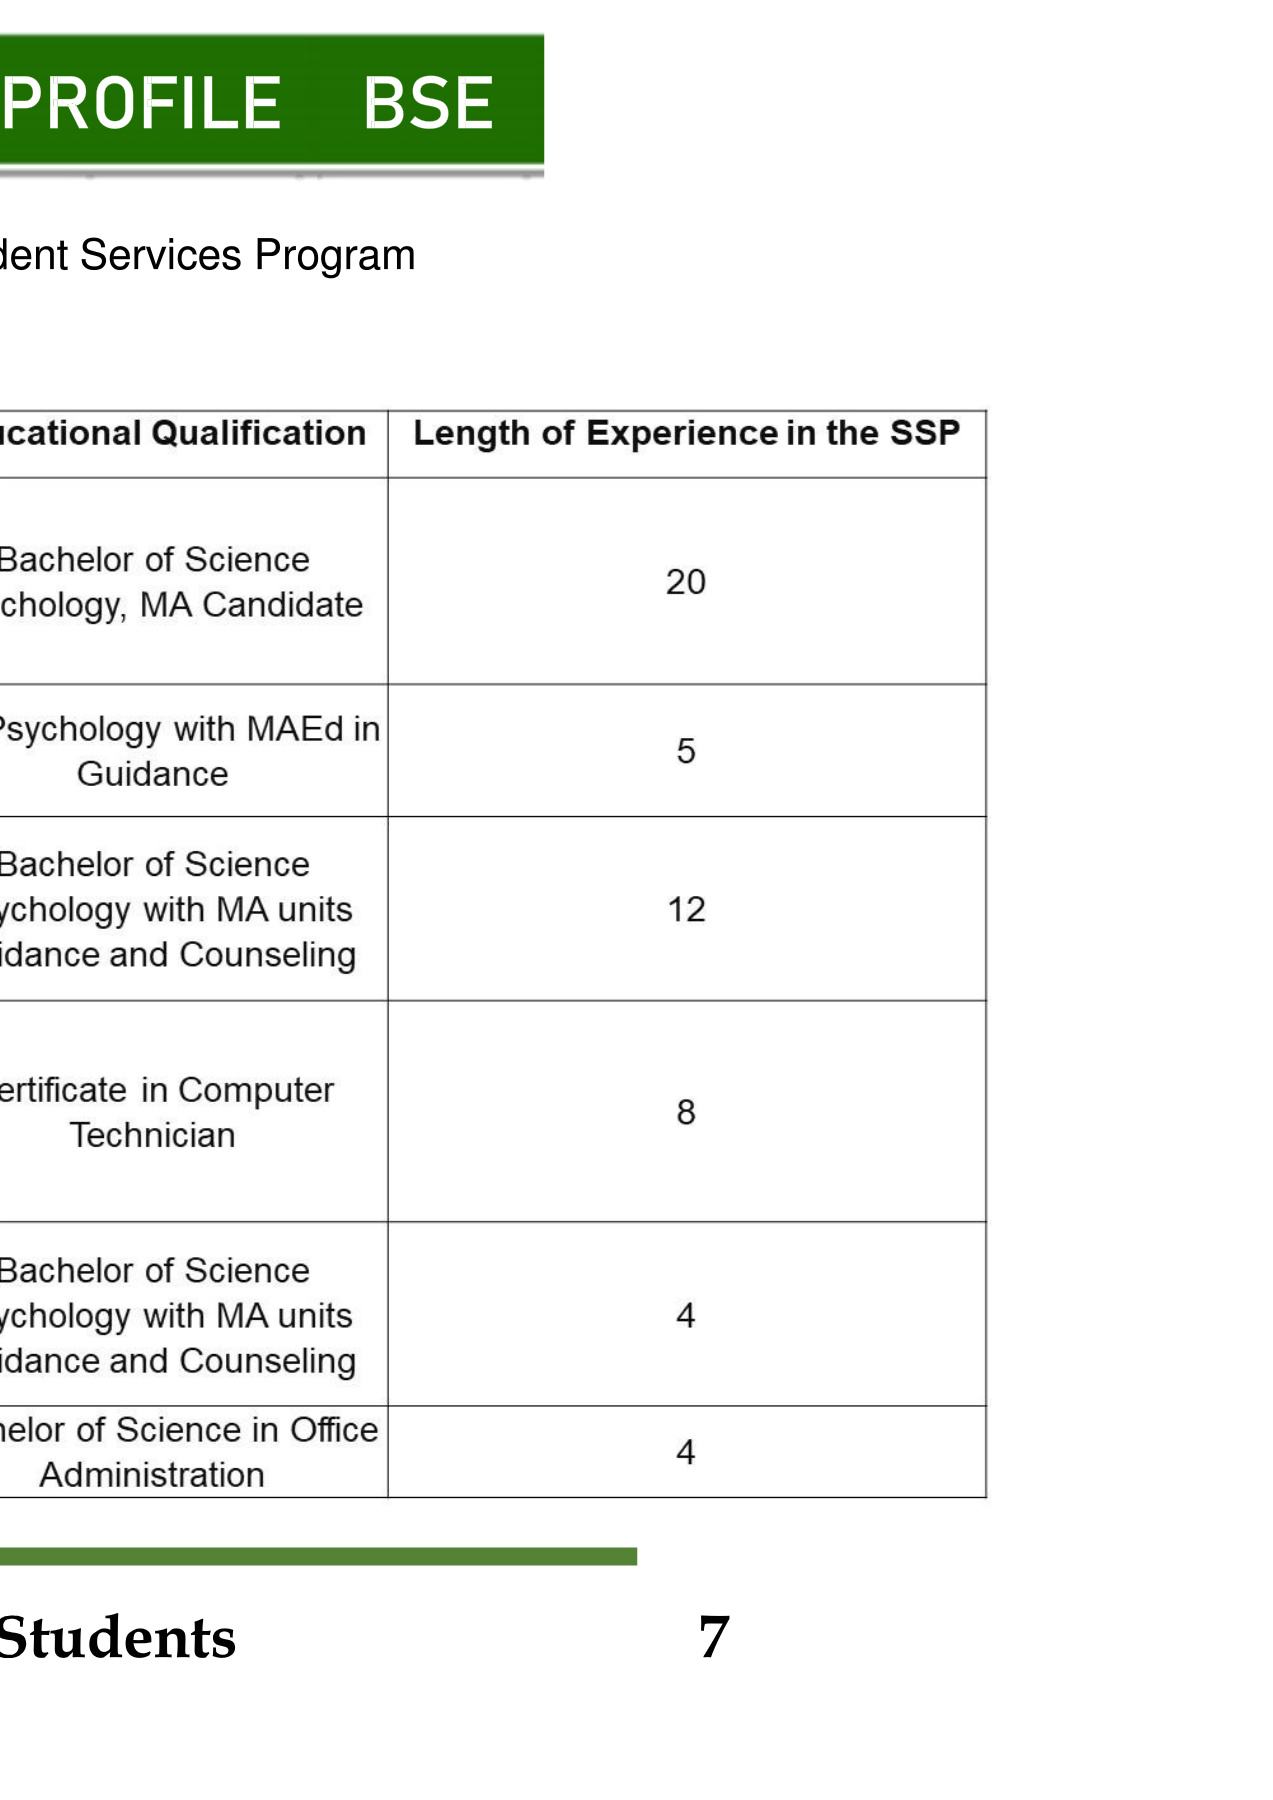 PROFILE BSE
dent Services Program
ucational Qualification Length of Experience in the SSP
Bachelor of Science
chology, MA Candidate
20
Psychology with MAEd in
Guidance
5
Bachelor of Science
ychology with MA units
idance and Counseling
12
ertificate in Computer
Technician
8
Bachelor of Science
ychology with MA units
idance and Counseling
4
helor of Science in Office
Administration
4
Students 7